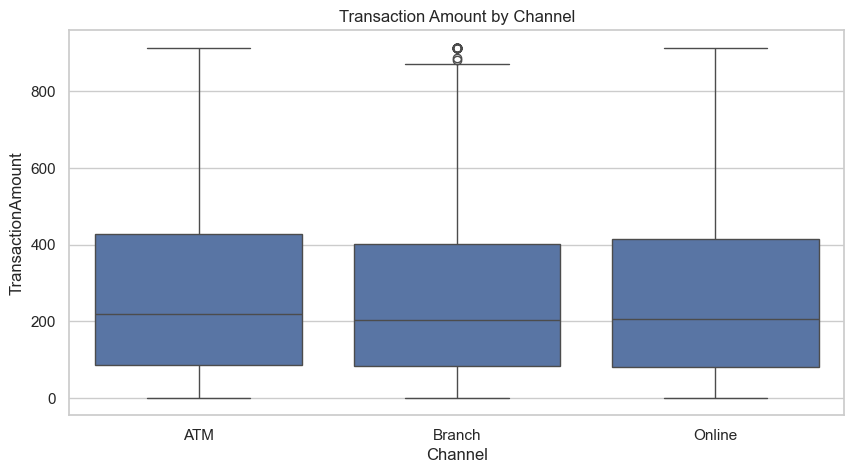 Transaction Amount by Channel
TransactionAmount
800
600
400
200
0
ATM
Branch
Online
Channel